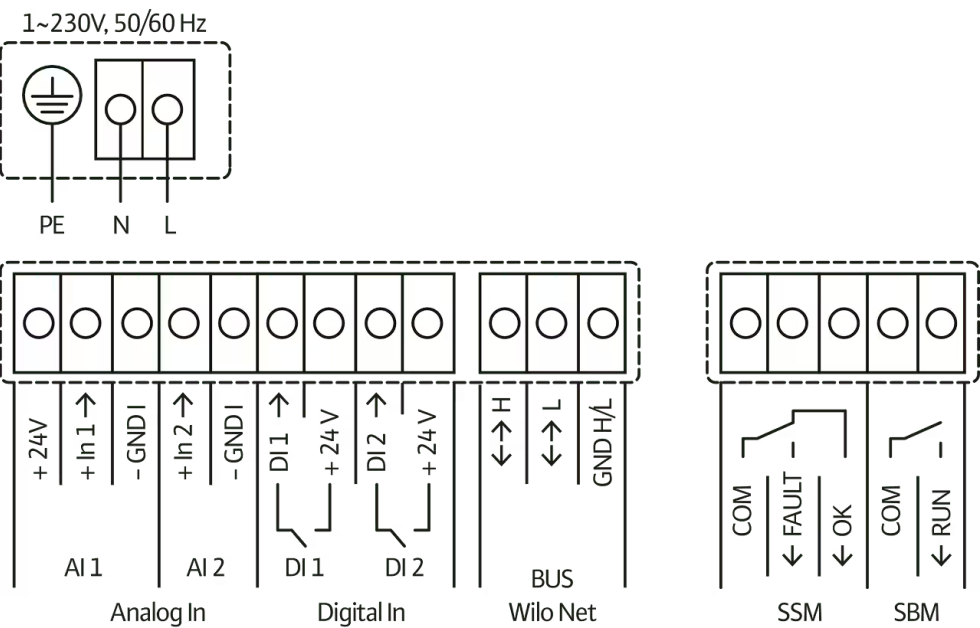 1~230V, 50/60 Hz
PE N L
+ 24V
+ In 1 →
- GND I
+ In 2 →
- GND I
DI 1 →
+ 24 V
DI 2 →
+ 24 V
↔ H
↔ L
GND H/L
COM
← FAULT
← OK
COM
← RUN
AI 1 AI 2 DI 1 DI 2
Analog In Digital In
BUS
Wilo Net
SSM SBM